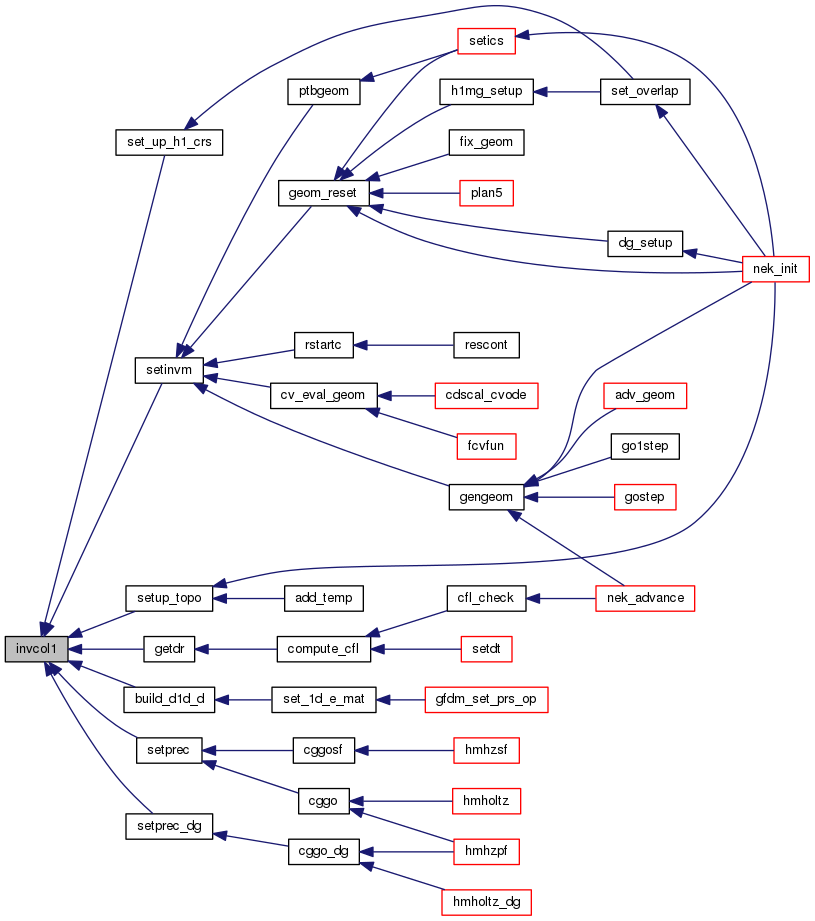 setics
ptbgeom
h1mg_setup
set_overlap
set_up_h1_crs
fix_geom
geom_reset
plan5
dg_setup
nek_init
rstartc
rescont
setinvm
cv_eval_geom
cdscal_cvode
adv_geom
fcvfun
go1step
gengeom
gostep
setup_topo
add_temp
cfl_check
nek_advance
invcol1
getdr
compute_cfl
setdt
build_d1d_d
set_1d_e_mat
gfdm_set_prs_op
setprec
cggosf
hmhzsf
cggo
hmholtz
setprec_dg
cggo_dg
hmhzpf
hmholtz_dg